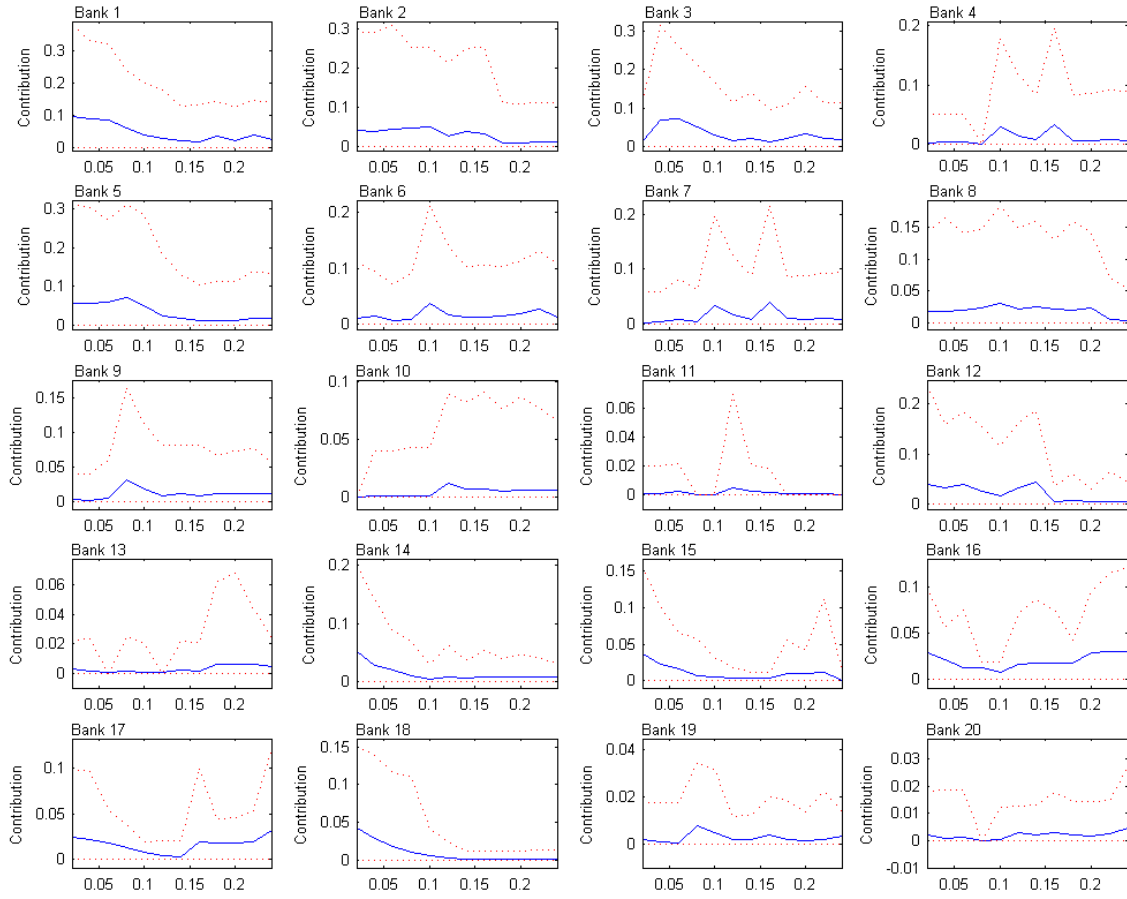 Bank 1 Bank 2 Bank 3 Bank 4
Contribution Contribution Contribution Contribution
0.3 0.3 0.3 0.2
0.2 0.2 0.2 0.1
0.1 0.1 0.1 0
0 0 0
0.05 0.1 0.15 0.2 0.05 0.1 0.15 0.2 0.05 0.1 0.15 0.2 0.05 0.1 0.15 0.2
Bank 5 Bank 6 Bank 7 Bank 8
Contribution Contribution Contribution Contribution
0.3 0.2 0.2 0.15
0.2 0.1 0.1 0.1
0.1 0 0 0.05
0 0
0.05 0.1 0.15 0.2 0.05 0.1 0.15 0.2 0.05 0.1 0.15 0.2 0.05 0.1 0.15 0.2
Bank 9 Bank 10 Bank 11 Bank 12
Contribution Contribution Contribution Contribution
0.15 0.1 0.06 0.2
0.1 0.05 0.04 0.1
0.05 0 0.02 0
0 0
0.05 0.1 0.15 0.2 0.05 0.1 0.15 0.2 0.05 0.1 0.15 0.2 0.05 0.1 0.15 0.2
Bank 13 Bank 14 Bank 15 Bank 16
Contribution Contribution Contribution Contribution
0.06 0.2 0.15 0.1
0.04 0.1 0.1 0.05
0.02 0 0.05 0
0 0
0.05 0.1 0.15 0.2 0.05 0.1 0.15 0.2 0.05 0.1 0.15 0.2 0.05 0.1 0.15 0.2
Bank 17 Bank 18 Bank 19 Bank 20
Contribution Contribution Contribution Contribution
0.1 0.15 0.04 0.03
0.05 0.1 0.02 0.02
0 0.05 0 0.01
0 0
-0.01
0.05 0.1 0.15 0.2 0.05 0.1 0.15 0.2 0.05 0.1 0.15 0.2 0.05 0.1 0.15 0.2